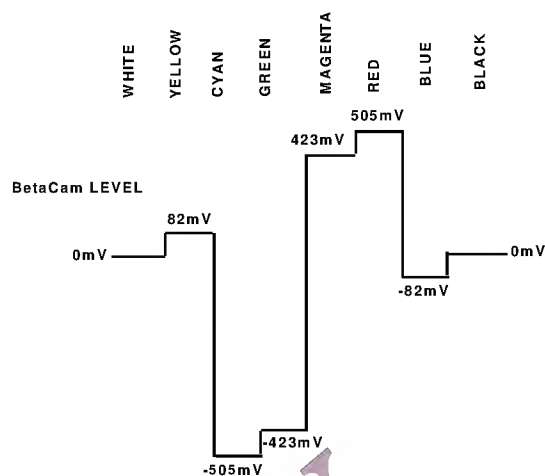 WHITE
YELLOW
CYAN
GREEN
MAGENTA
RED
BLUE
BLACK
505mV
423mV
BetaCam LEVEL
82mV
0mV
0mV
-82mV
-423mV
-505mV